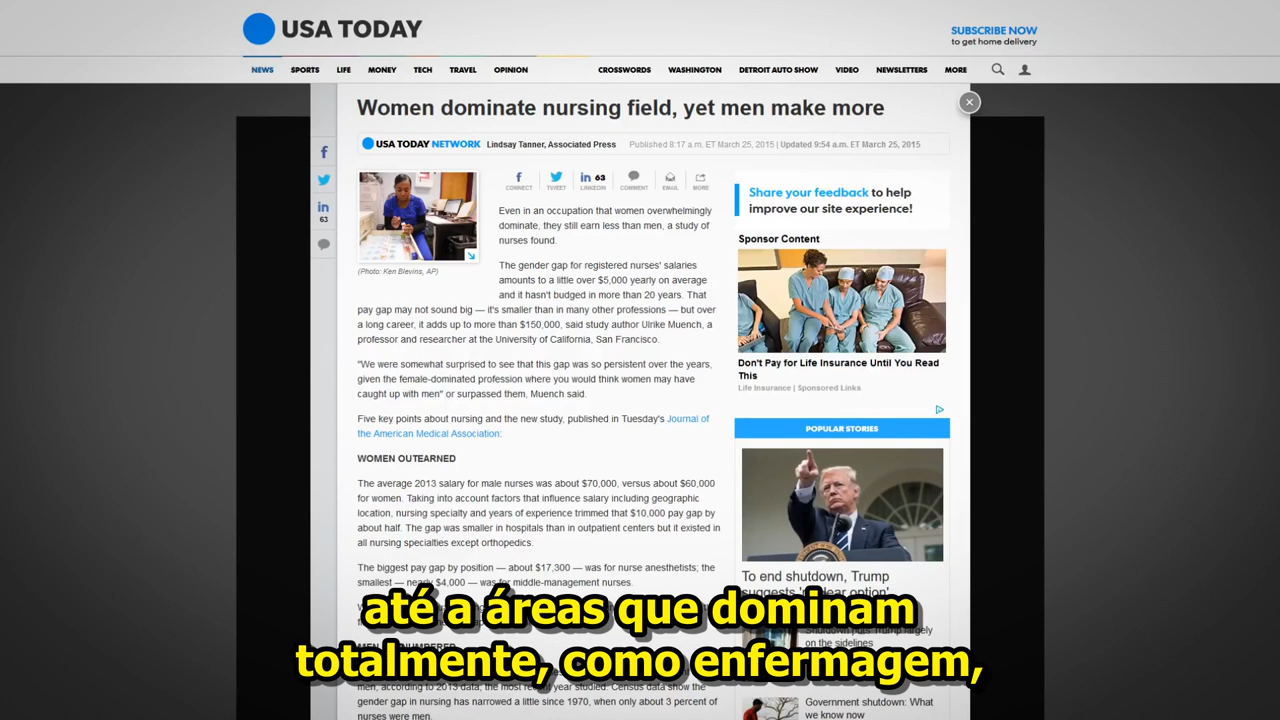 USA TODAY
SUBSCRIBE NOW
to get home delivery
NEWS SPORTS LIFE MONEY TECH TRAVEL OPINION CROSSWORDS WASHINGTON DETROIT AUTO SHOW VIDEO NEWSLETTERS MORE
Women dominate nursing field, yet men make more
USA TODAY NETWORK Lindsay Tanner, Associated Press Published 8:17 a.m. ET March 25, 2015 | Updated 9:54 a.m. ET March 25, 2015
63
(Photo: Ken Blevins, AP)
63
CONNECT TWEET LINKEDIN COMMENT EMAIL MORE
Even in an occupation that women overwhelmingly
dominate, they still earn less than men, a study of
nurses found.
The gender gap for registered nurses' salaries
amounts to a little over $5,000 yearly on average
and it hasn't budged in more than 20 years. That
pay gap may not sound big — it's smaller than in many other professions — but over
a long career, it adds up to more than $150,000, said study author Ulrike Muench, a
professor and researcher at the University of California, San Francisco.
"We were somewhat surprised to see that this gap was so persistent over the years,
given the female-dominated profession where you would think women may have
caught up with men" or surpassed them, Muench said.
Five key points about nursing and the new study, published in Tuesday's Journal of
the American Medical Association:
WOMEN OUTEARNED
The average 2013 salary for male nurses was about $70,000, versus about $60,000
for women. Taking into account factors that influence salary including geographic
location, nursing specialty and years of experience trimmed that $10,000 pay gap by
about half. The gap was smaller in hospitals than in outpatient centers but it existed in
all nursing specialties except orthopedics.
The biggest pay gap by position — about $17,300 — was for nurse anesthetists; the
smallest — nearly $4,000 — was for middle-management nurses.
men, according to 2013 data, the most recent year studied. Census data show the
gender gap in nursing has narrowed a little since 1970, when only about 3 percent of
nurses were men.
Share your feedback to help
improve our site experience!
Sponsor Content
Don't Pay for Life Insurance Until You Read
This
Life Insurance | Sponsored Links
POPULAR STORIES
To end shutdown, Trump
suggests 'nuclear option'
Shutdown puts Trump largely
on the sidelines
Government shutdown: What
we know now
até a áreas que dominam
totalmente, como enfermagem,